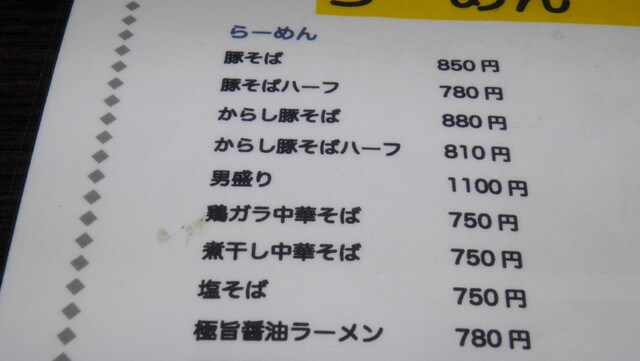 らーめん
らーめん
豚そば 850円
豚そばハーフ 780円
からし豚そば 880円
からし豚そばハーフ 810円
男盛り 1100円
鶏ガラ中華そば 750円
煮干し中華そば 750円
塩そば 750円
極旨醤油ラーメン 780円